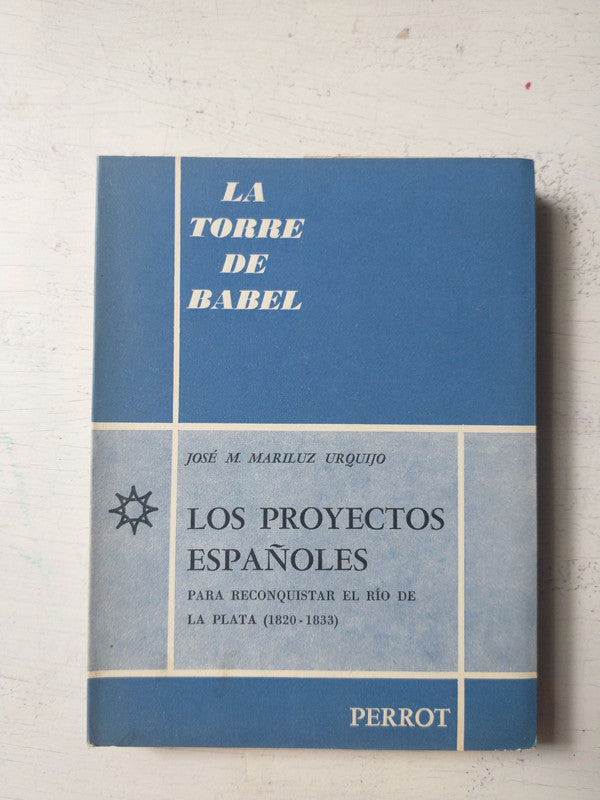 LA
TORRE
DE
BABEL
JOSÉ M. MARILUZ URQUIJO
LOS PROYECTOS
ESPAÑOLES
PARA RECONQUISTAR EL RÍO DE
LA PLATA (1820-1833)
PERROT